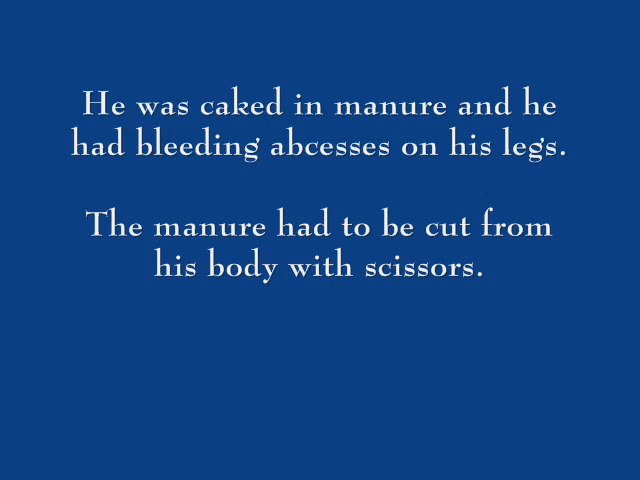 He was caked in manure and he
had bleeding abcesses on his legs.
The manure had to be cut from
his body with scissors.